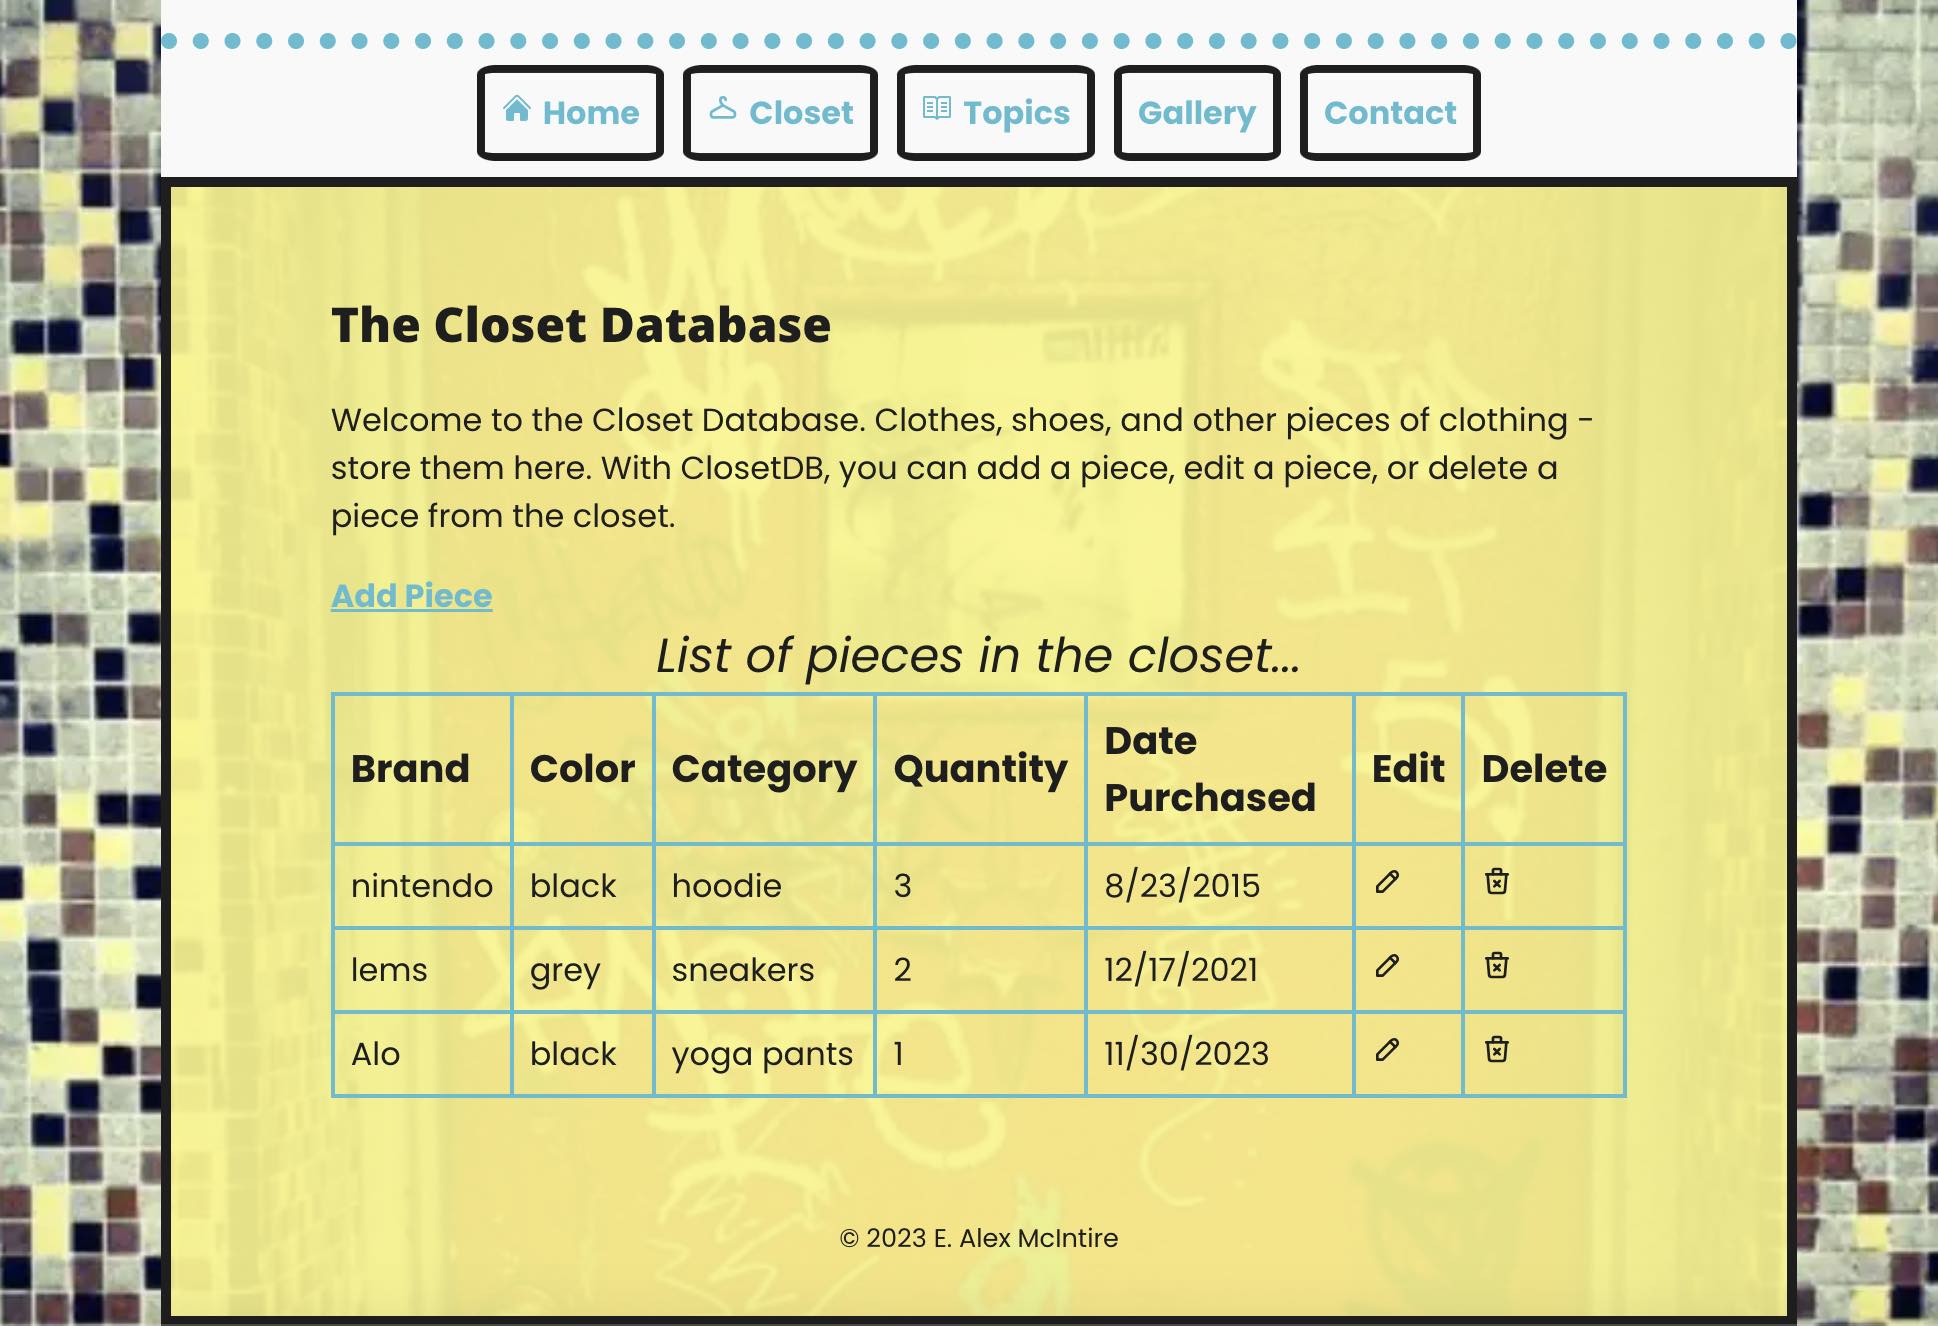 Home Closet Topics Gallery Contact
The Closet Database
Welcome to the Closet Database. Clothes, shoes, and other pieces of clothing -
store them here. With ClosetDB, you can add a piece, edit a piece, or delete a
piece from the closet.
Add Piece
List of pieces in the closet...
Brand Color Category Quantity Date Purchased Edit Delete
nintendo black hoodie 3 8/23/2015
lems grey sneakers 2 12/17/2021
Alo black yoga pants 1 11/30/2023
© 2023 E. Alex McIntire